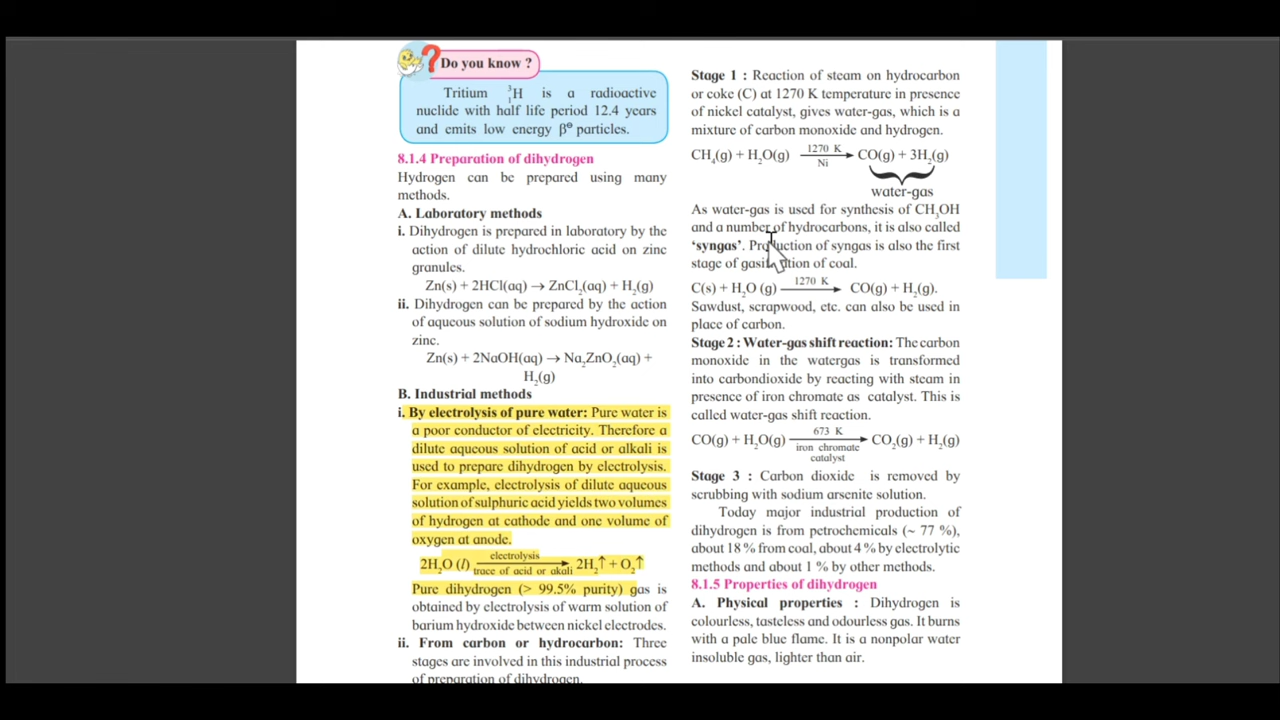 Do you know ?
Tritium ³₁H is a radioactive
nuclide with half life period 12.4 years
and emits low energy β⊖ particles.
8.1.4 Preparation of dihydrogen
Hydrogen can be prepared using many
methods.
A. Laboratory methods
i. Dihydrogen is prepared in laboratory by the
action of dilute hydrochloric acid on zinc
granules.
Zn(s) + 2HCl(aq) → ZnCl₂(aq) + H₂(g)
ii. Dihydrogen can be prepared by the action
of aqueous solution of sodium hydroxide on
zinc.
Zn(s) + 2NaOH(aq) → Na₂ZnO₂(aq) +
H₂(g)
B. Industrial methods
i. By electrolysis of pure water: Pure water is
a poor conductor of electricity. Therefore a
dilute aqueous solution of acid or alkali is
used to prepare dihydrogen by electrolysis.
For example, electrolysis of dilute aqueous
solution of sulphuric acid yields two volumes
of hydrogen at cathode and one volume of
oxygen at anode.
electrolysis
2H₂O (l) → 2H₂↑ + O₂↑
trace of acid or akali
Pure dihydrogen (> 99.5% purity) gas is
obtained by electrolysis of warm solution of
barium hydroxide between nickel electrodes.
ii. From carbon or hydrocarbon: Three
stages are involved in this industrial process
of preparation of dihydrogen.
Stage 1 : Reaction of steam on hydrocarbon
or coke (C) at 1270 K temperature in presence
of nickel catalyst, gives water-gas, which is a
mixture of carbon monoxide and hydrogen.
1270 K
CH₄(g) + H₂O(g) → CO(g) + 3H₂(g)
Ni
water-gas
As water-gas is used for synthesis of CH₃OH
and a number of hydrocarbons, it is also called
‘syngas’. Production of syngas is also the first
stage of gasification of coal.
1270 K
C(s) + H₂O (g) → CO(g) + H₂(g).
Sawdust, scrapwood, etc. can also be used in
place of carbon.
Stage 2 : Water-gas shift reaction: The carbon
monoxide in the watergas is transformed
into carbondioxide by reacting with steam in
presence of iron chromate as catalyst. This is
called water-gas shift reaction.
673 K
CO(g) + H₂O(g) → CO₂(g) + H₂(g)
iron chromate
catalyst
Stage 3 : Carbon dioxide is removed by
scrubbing with sodium arsenite solution.
Today major industrial production of
dihydrogen is from petrochemicals (~ 77 %),
about 18 % from coal, about 4 % by electrolytic
methods and about 1 % by other methods.
8.1.5 Properties of dihydrogen
A. Physical properties : Dihydrogen is
colourless, tasteless and odourless gas. It burns
with a pale blue flame. It is a nonpolar water
insoluble gas, lighter than air.